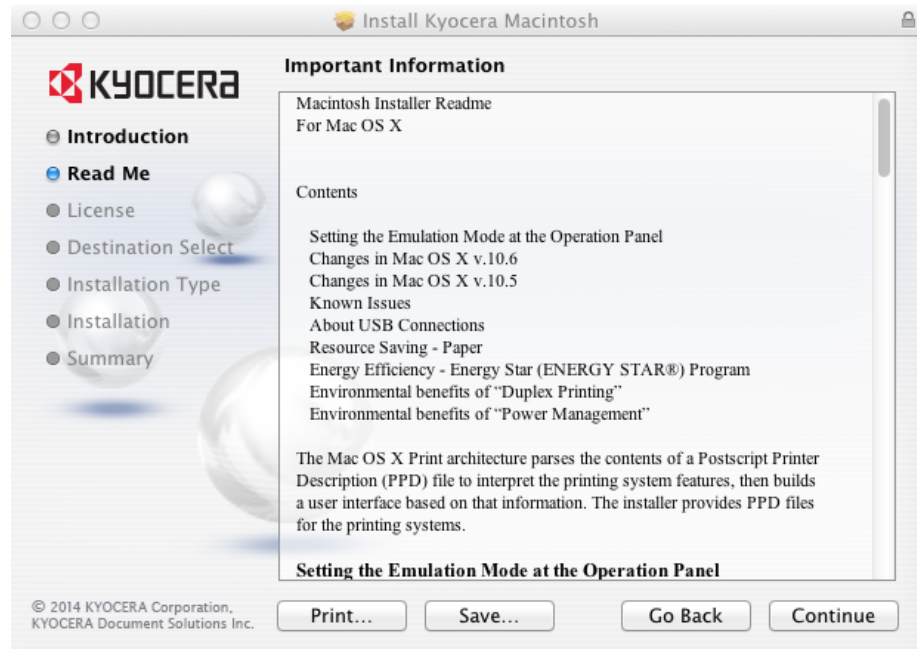 Install Kyocera Macintosh
KYOCERA
Introduction
Read Me
License
Destination Select
Installation Type
Installation
Summary
Important Information
Macintosh Installer Readme
For Mac OS X
Contents
Setting the Emulation Mode at the Operation Panel
Changes in Mac OS X v.10.6
Changes in Mac OS X v.10.5
Known Issues
About USB Connections
Resource Saving - Paper
Energy Efficiency - Energy Star (ENERGY STAR®) Program
Environmental benefits of “Duplex Printing”
Environmental benefits of “Power Management”
The Mac OS X Print architecture parses the contents of a Postscript Printer
Description (PPD) file to interpret the printing system features, then builds
a user interface based on that information. The installer provides PPD files
for the printing systems.
Setting the Emulation Mode at the Operation Panel
© 2014 KYOCERA Corporation,
KYOCERA Document Solutions Inc.
Print...
Save...
Go Back
Continue